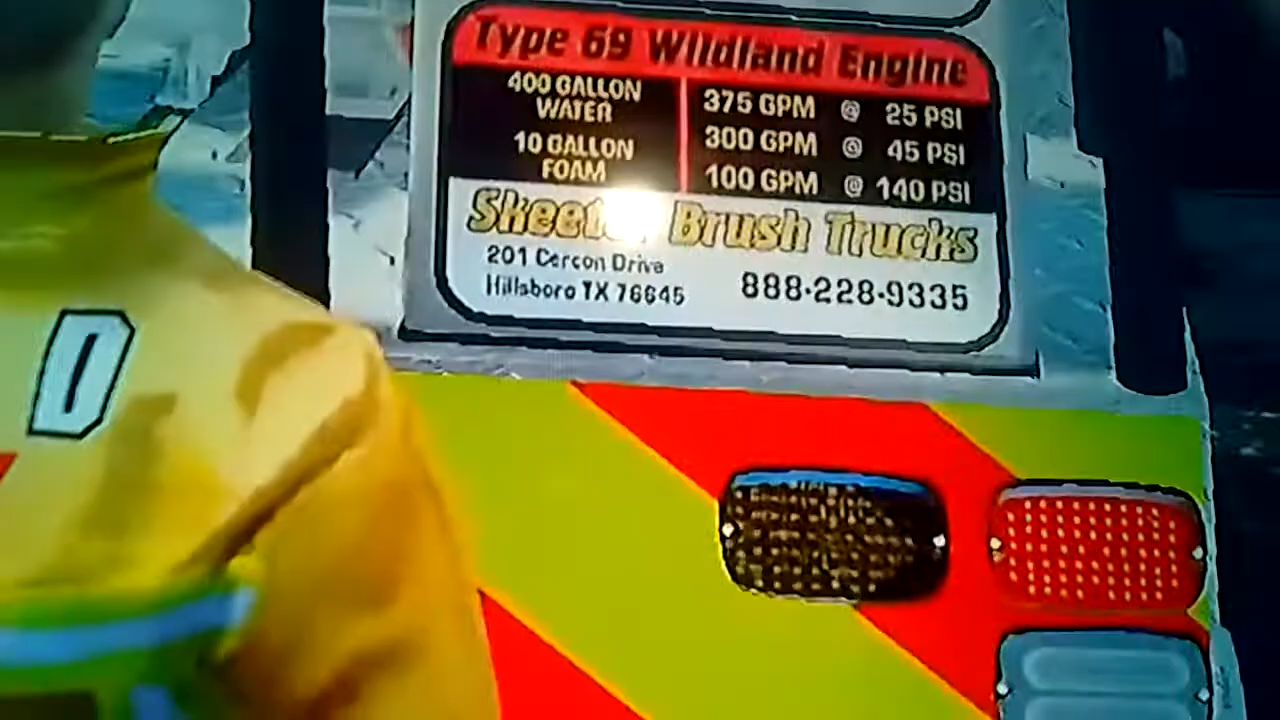 Type 69 Wildland Engine
400 GALLON
WATER
10 GALLON
FOAM
375 GPM @ 25 PSI
300 GPM @ 45 PSI
100 GPM @ 140 PSI
Brush Trucks
201 Carcon Drive
Hillsboro TX 76645
888-228-9335
D